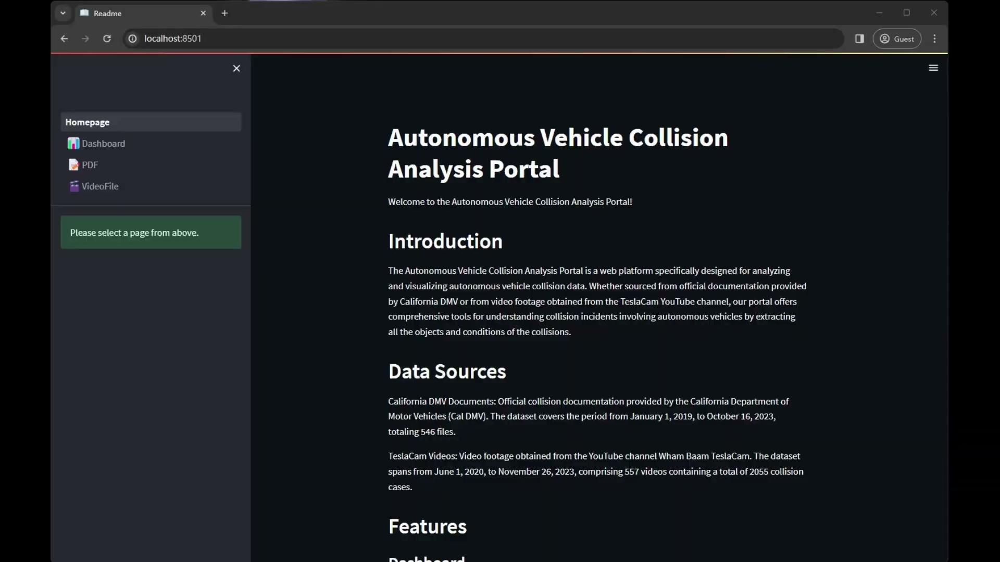 Readme
localhost:8501
Guest
Homepage
Dashboard
PDF
VideoFile
Please select a page from above.
Autonomous Vehicle Collision
Analysis Portal
Welcome to the Autonomous Vehicle Collision Analysis Portal!
Introduction
The Autonomous Vehicle Collision Analysis Portal is a web platform specifically designed for analyzing
and visualizing autonomous vehicle collision data. Whether sourced from official documentation provided
by California DMV or from video footage obtained from the TeslaCam YouTube channel, our portal offers
comprehensive tools for understanding collision incidents involving autonomous vehicles by extracting
all the objects and conditions of the collisions.
Data Sources
California DMV Documents: Official collision documentation provided by the California Department of
Motor Vehicles (Cal DMV). The dataset covers the period from January 1, 2019, to October 16, 2023,
totaling 546 files.
TeslaCam Videos: Video footage obtained from the YouTube channel Wham Baam TeslaCam. The dataset
spans from June 1, 2020, to November 26, 2023, comprising 557 videos containing a total of 2055 collision
cases.
Features
Dashboard